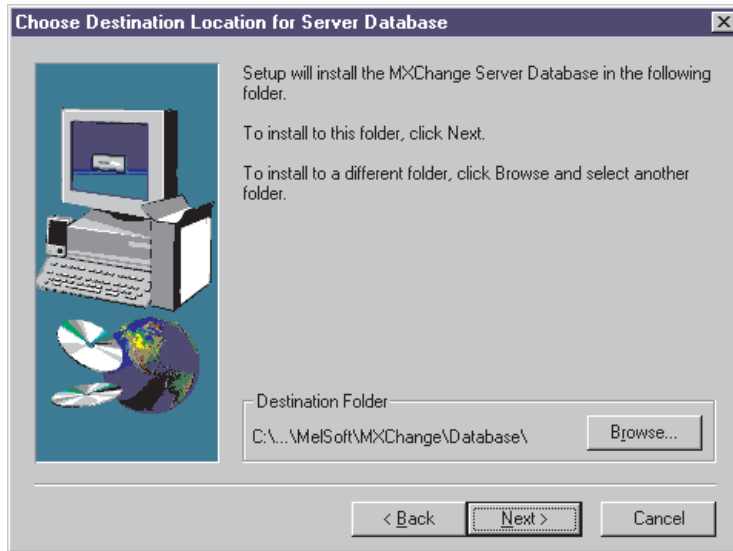 Choose Destination Location for Server Database
Setup will install the MXChange Server Database in the following
folder.
To install to this folder, click Next.
To install to a different folder, click Browse and select another
folder.
Destination Folder
C:\...\MelSoft\MXChange\Database\
Browse...
< Back
Next >
Cancel